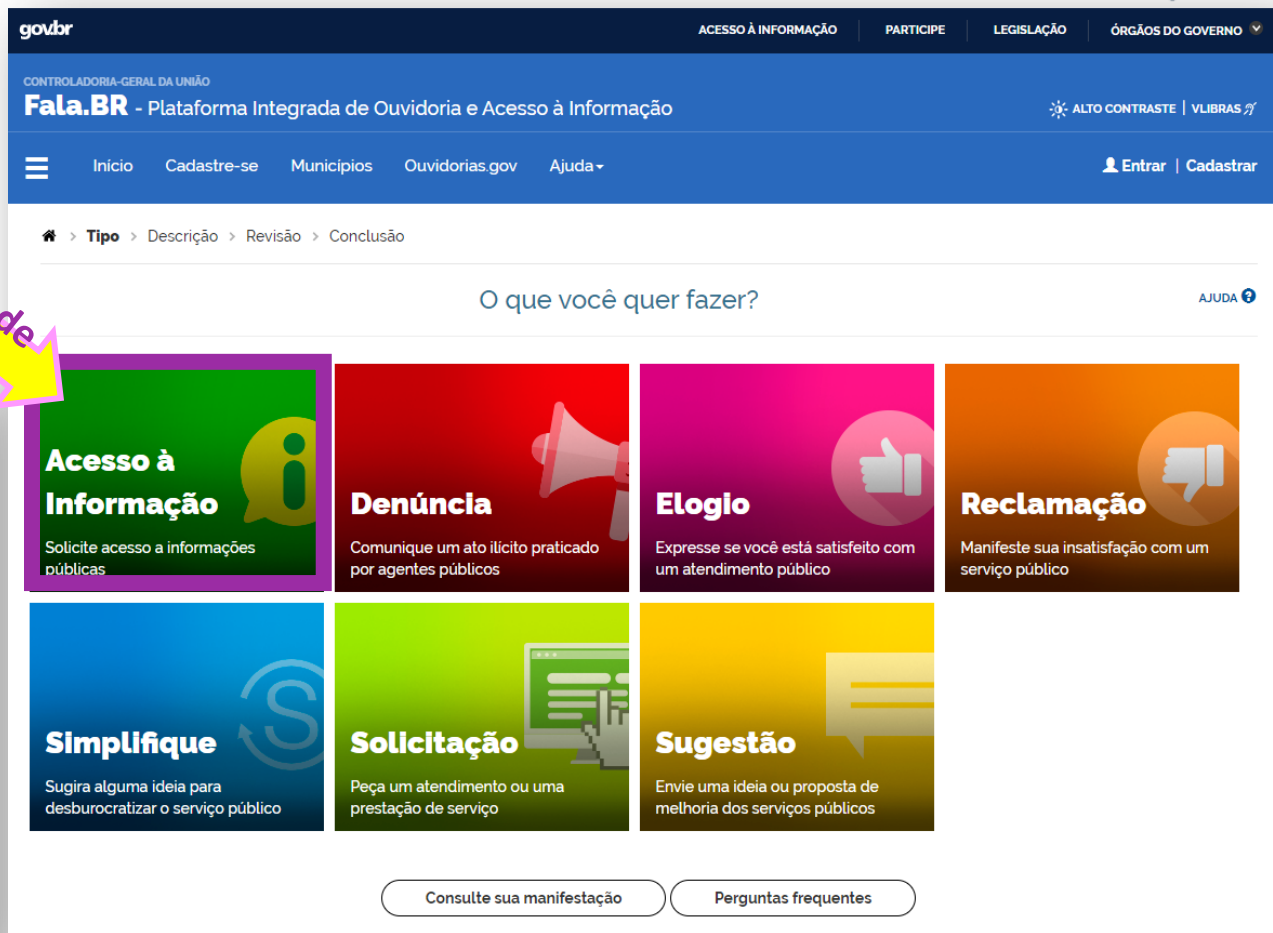 gov.br
ACESSO À INFORMAÇÃO PARTICIPE LEGISLAÇÃO ÓRGÃOS DO GOVERNO
CONTROLADORIA-GERAL DA UNIÃO
Fala.BR - Plataforma Integrada de Ouvidoria e Acesso à Informação
ALTO CONTRASTE | VLIBRAS
Início Cadastre-se Municípios Ouvidorias.gov Ajuda
Entrar | Cadastrar
> Tipo > Descrição > Revisão > Conclusão
O que você quer fazer?
AJUDA
de
Acesso à
Informação
Solicite acesso a informações
públicas
Denúncia
Comunique um ato ilícito praticado
por agentes públicos
Elogio
Expresse se você está satisfeito com
um atendimento público
Reclamação
Manifeste sua insatisfação com um
serviço público
Simplifique
Sugira alguma ideia para
desburocratizar o serviço público
Solicitação
Peça um atendimento ou uma
prestação de serviço
Sugestão
Envie uma ideia ou proposta de
melhoria dos serviços públicos
Consulte sua manifestação
Perguntas frequentes